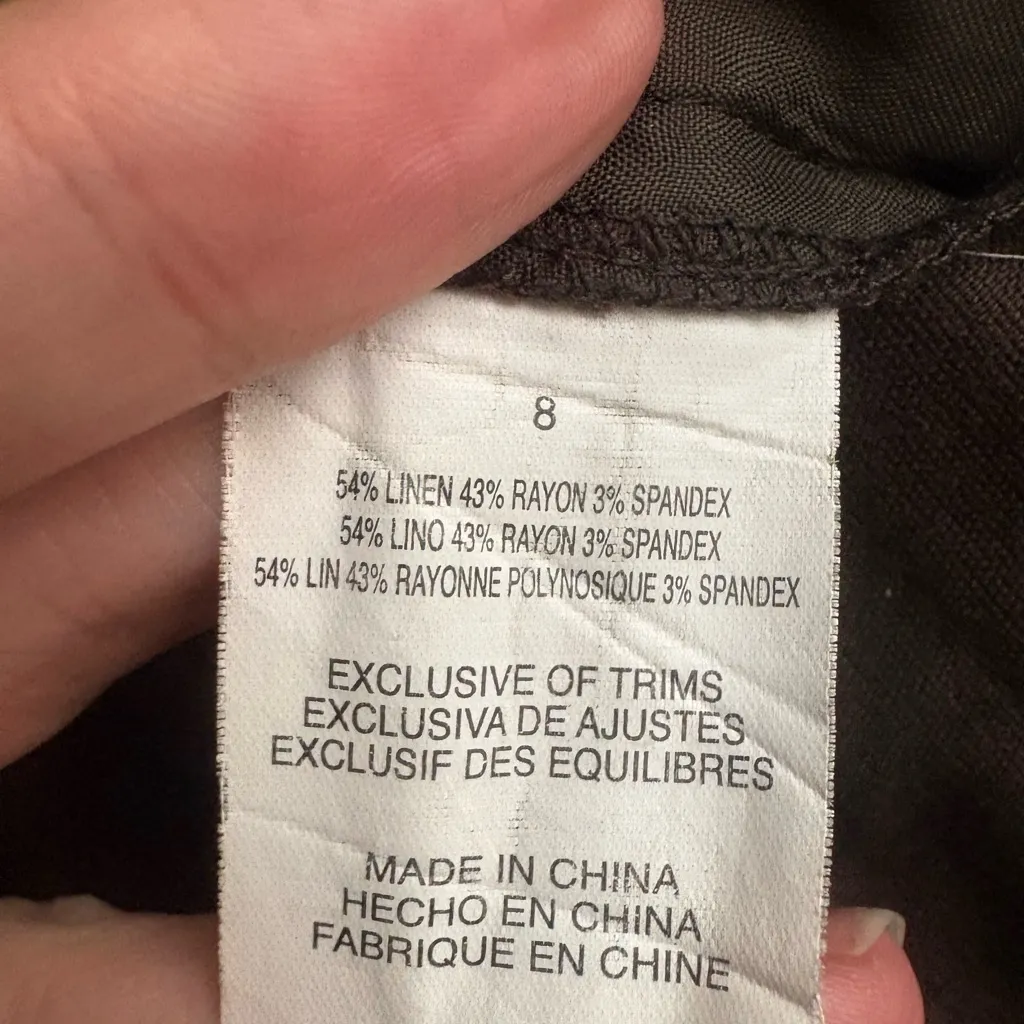 8
54% LINEN 43% RAYON 3% SPANDEX
54% LINO 43% RAYON 3% SPANDEX
54% LIN 43% RAYONNE POLYNOSIQUE 3% SPANDEX
EXCLUSIVE OF TRIMS
EXCLUSIVA DE AJUSTES
EXCLUSIF DES EQUILIBRES
MADE IN CHINA
HECHO EN CHINA
FABRIQUE EN CHINE